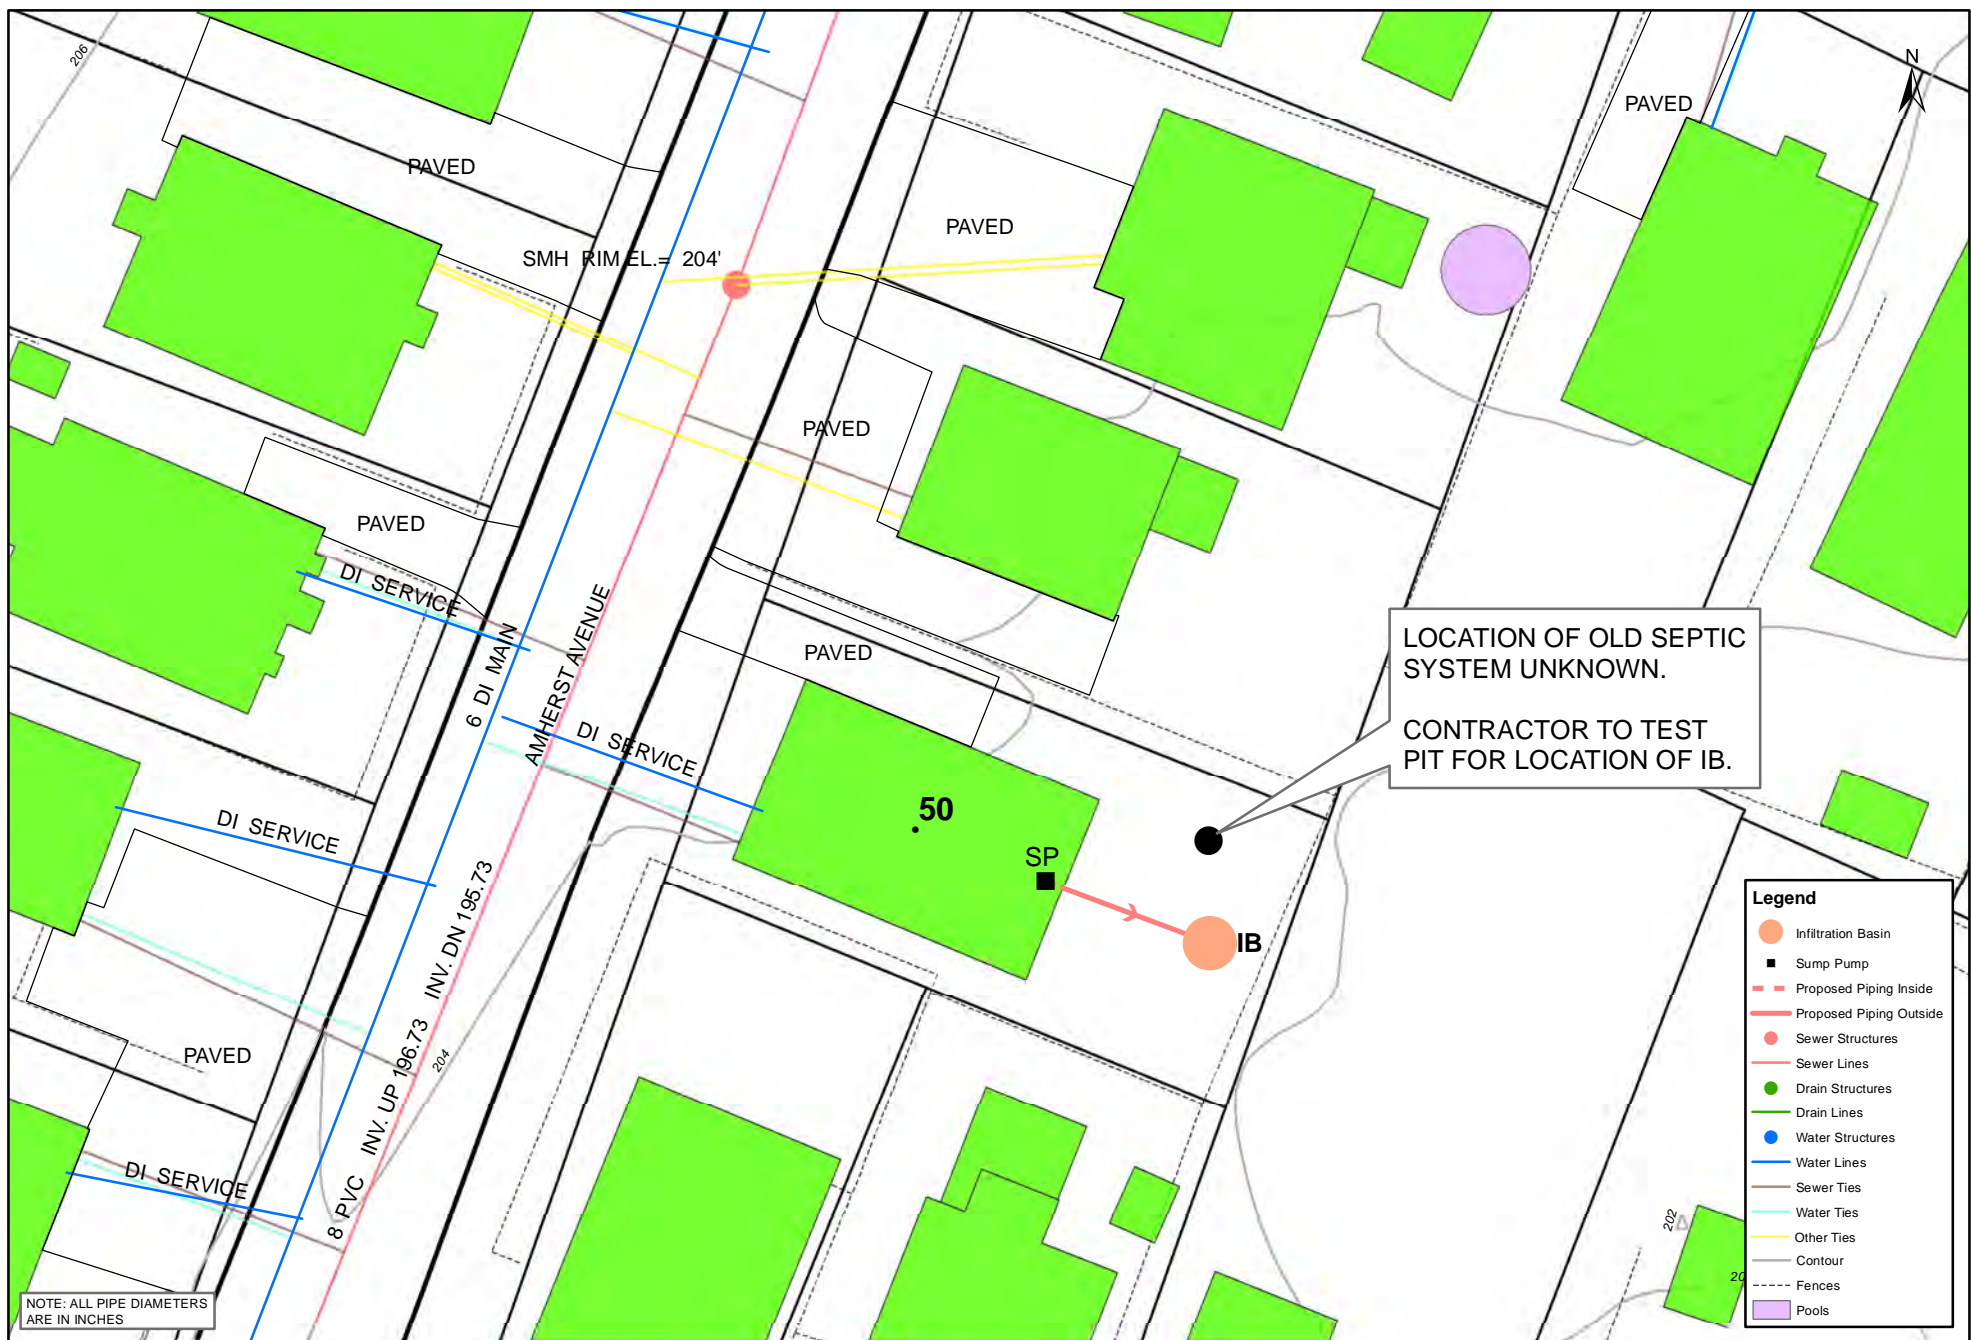 206
N
PAVED
PAVED
PAVED
SMH RIM EL.= 204'
PAVED
PAVED
DI SERVICE
6 DI MAIN
AMHERST AVENUE
PAVED
LOCATION OF OLD SEPTIC
SYSTEM UNKNOWN.
CONTRACTOR TO TEST
PIT FOR LOCATION OF IB.
DI SERVICE
50
SP
IB
DI SERVICE
8 PVC INV. UP 196.73 INV. DN 195.73
204
PAVED
DI SERVICE
202
20
Legend
Infiltration Basin
Sump Pump
Proposed Piping Inside
Proposed Piping Outside
Sewer Structures
Sewer Lines
Drain Structures
Drain Lines
Water Structures
Water Lines
Sewer Ties
Water Ties
Other Ties
Contour
Fences
Pools
NOTE: ALL PIPE DIAMETERS
ARE IN INCHES